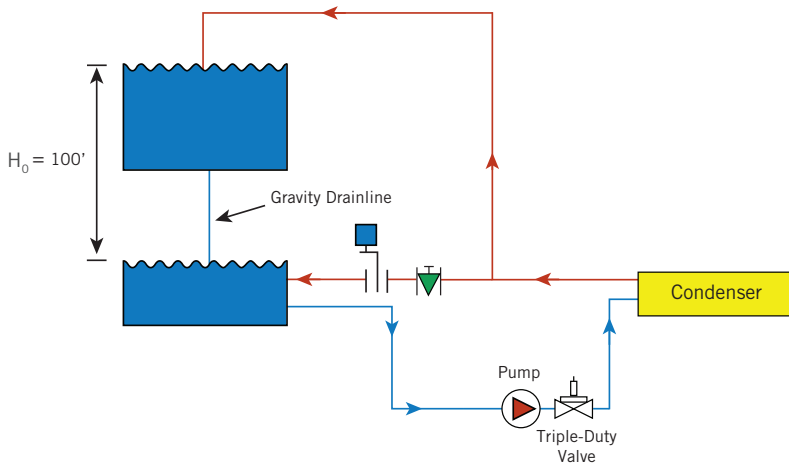 H₀ = 100'
Gravity Drainline
Condenser
Pump
Triple-Duty
Valve